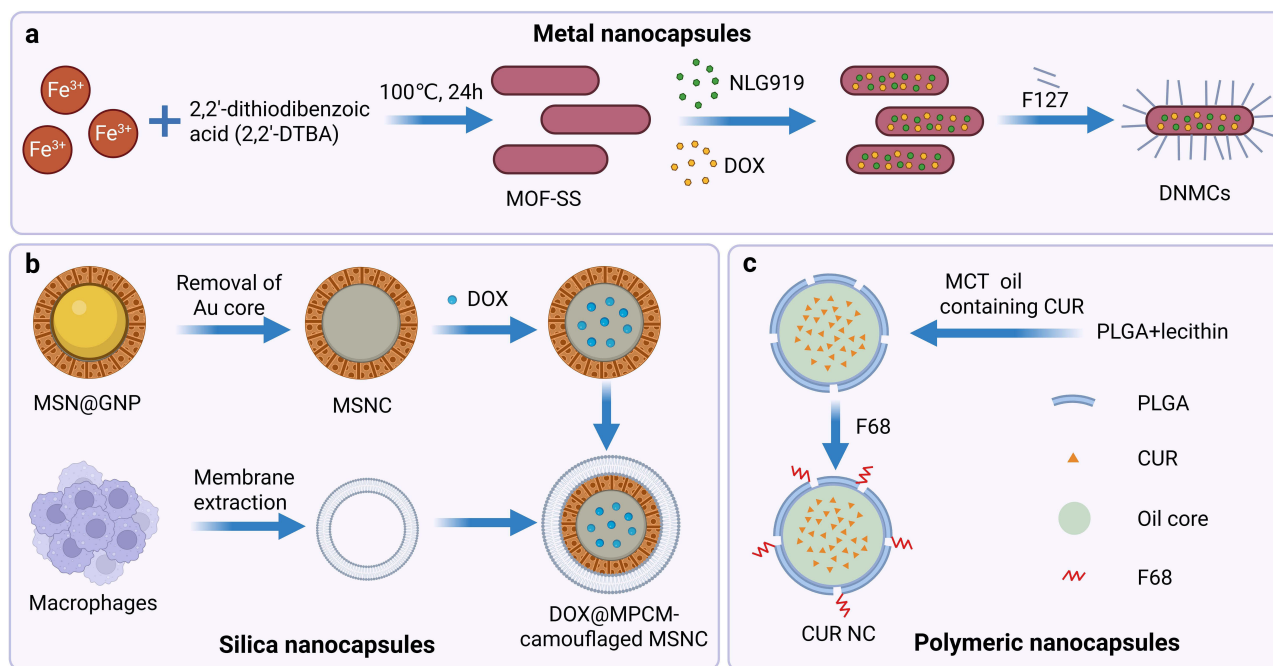 a
Metal nanocapsules
Fe³⁺
Fe³⁺
Fe³⁺
2,2'-dithiodibenzoic
acid (2,2'-DTBA)
100℃, 24h
MOF-SS
NLG919
DOX
F127
DNMCs
b
MSN@GNP
Removal of
Au core
MSNC
DOX
Macrophages
Membrane
extraction
DOX@MPCM-
camouflaged MSNC
Silica nanocapsules
c
MCT oil
containing CUR
PLGA+lecithin
F68
PLGA
CUR
Oil core
F68
CUR NC
Polymeric nanocapsules